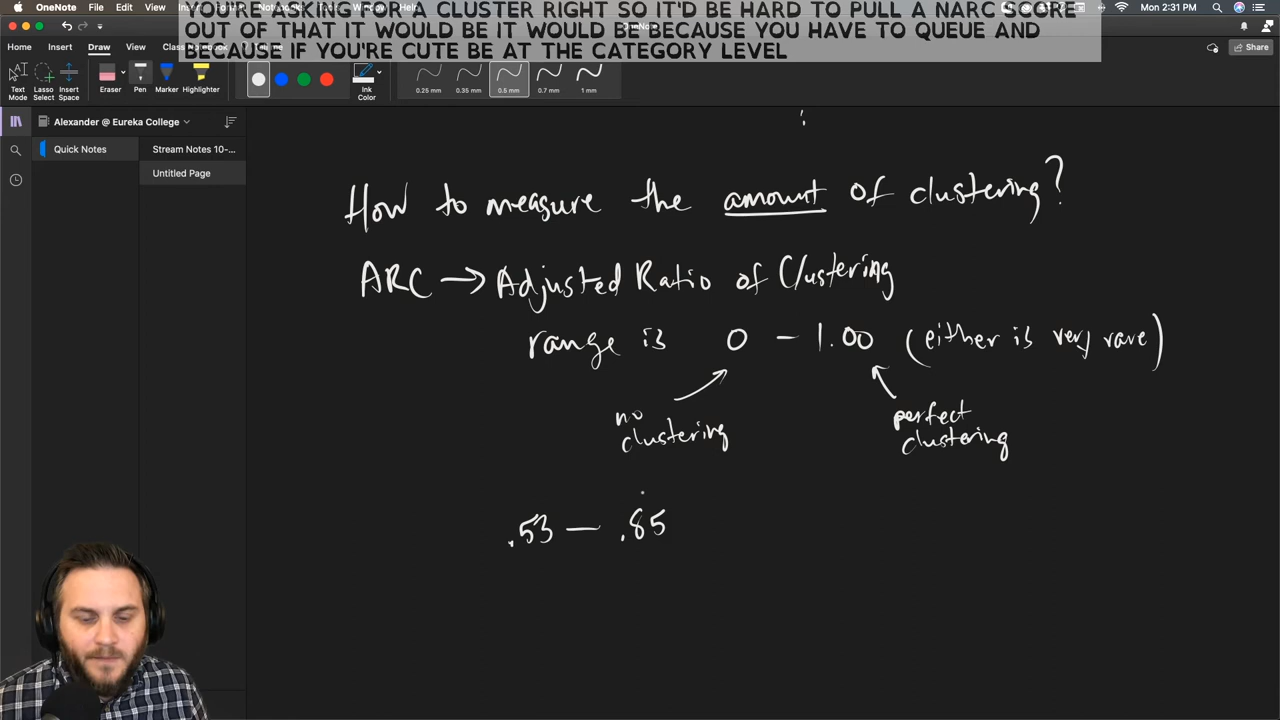 OneNote File Edit View Mon 2:31 PM
YOU'RE ASKING FOR A CLUSTER RIGHT SO IT'D BE HARD TO PULL A NARC SCORE
OUT OF THAT IT WOULD BE IT WOULD BE BECAUSE YOU HAVE TO QUEUE AND
BECAUSE IF YOU'RE CUTE BE AT THE CATEGORY LEVEL
Home Insert Draw View Class Share
Text Mode Lasso Select Insert Space Eraser Pen Marker Highlighter Ink Color 0.25 mm 0.35 mm 0.5 mm 0.7 mm 1 mm
Alexander @ Eureka College
Quick Notes Stream Notes 10-...
Untitled Page
How to measure the amount of clustering?
ARC → Adjusted Ratio of Clustering
range is 0 – 1.00 (either is very rare)
no clustering
perfect clustering
.53 — .85